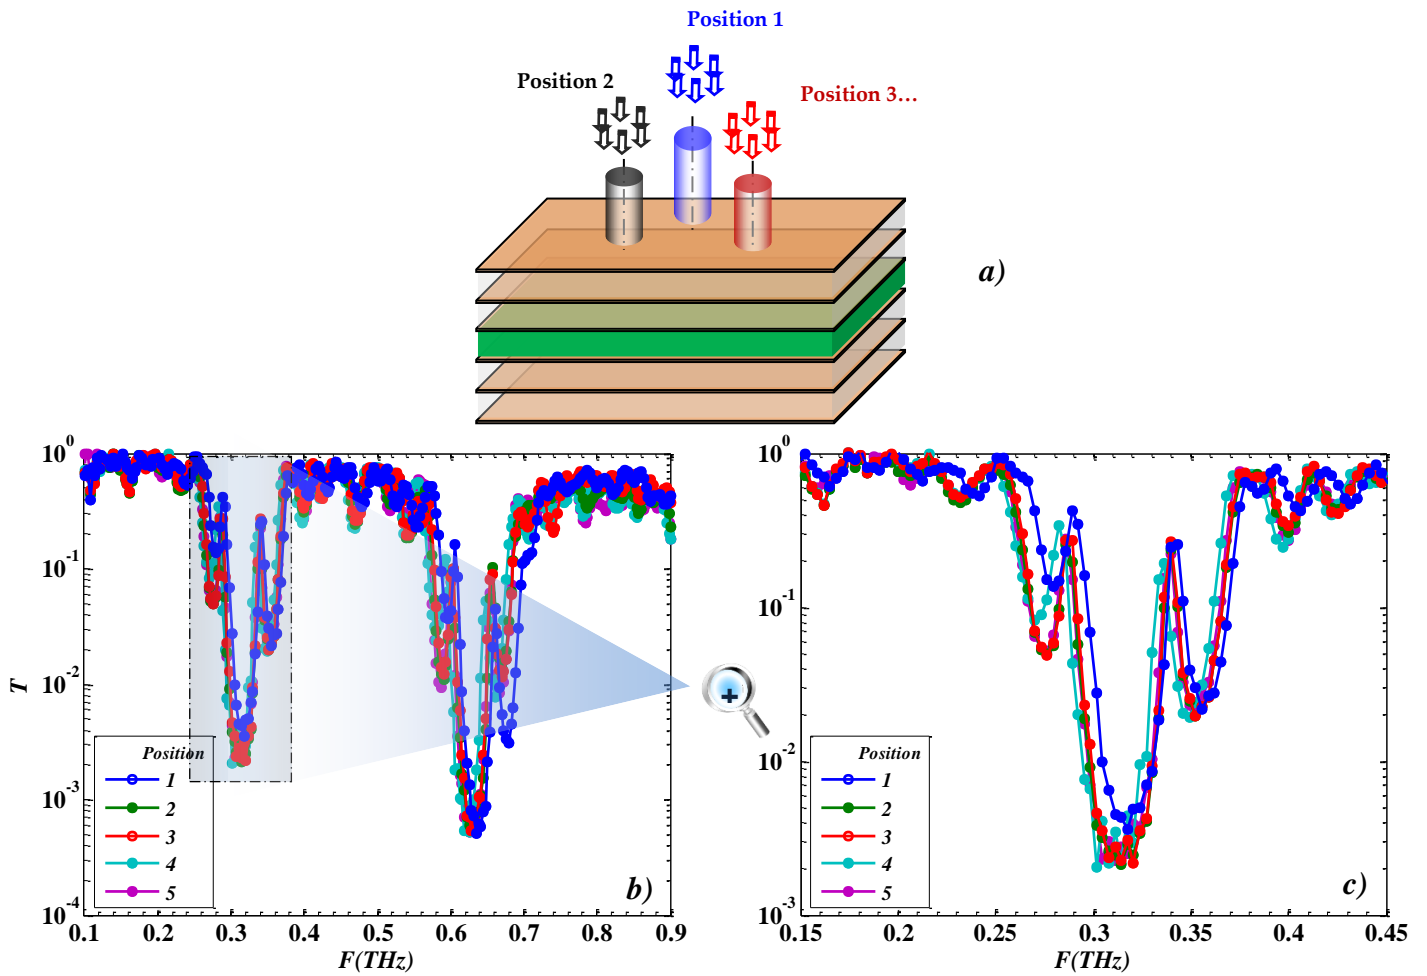 Position 1
Position 2
Position 3...
a)
10^0
10^-1
10^-2
10^-3
10^-4
T
Position
1
2
3
4
5
b)
0.1 0.2 0.3 0.4 0.5 0.6 0.7 0.8 0.9
F(THz)
10^0
10^-1
10^-2
10^-3
Position
1
2
3
4
5
c)
0.15 0.2 0.25 0.3 0.35 0.4 0.45
F(THz)